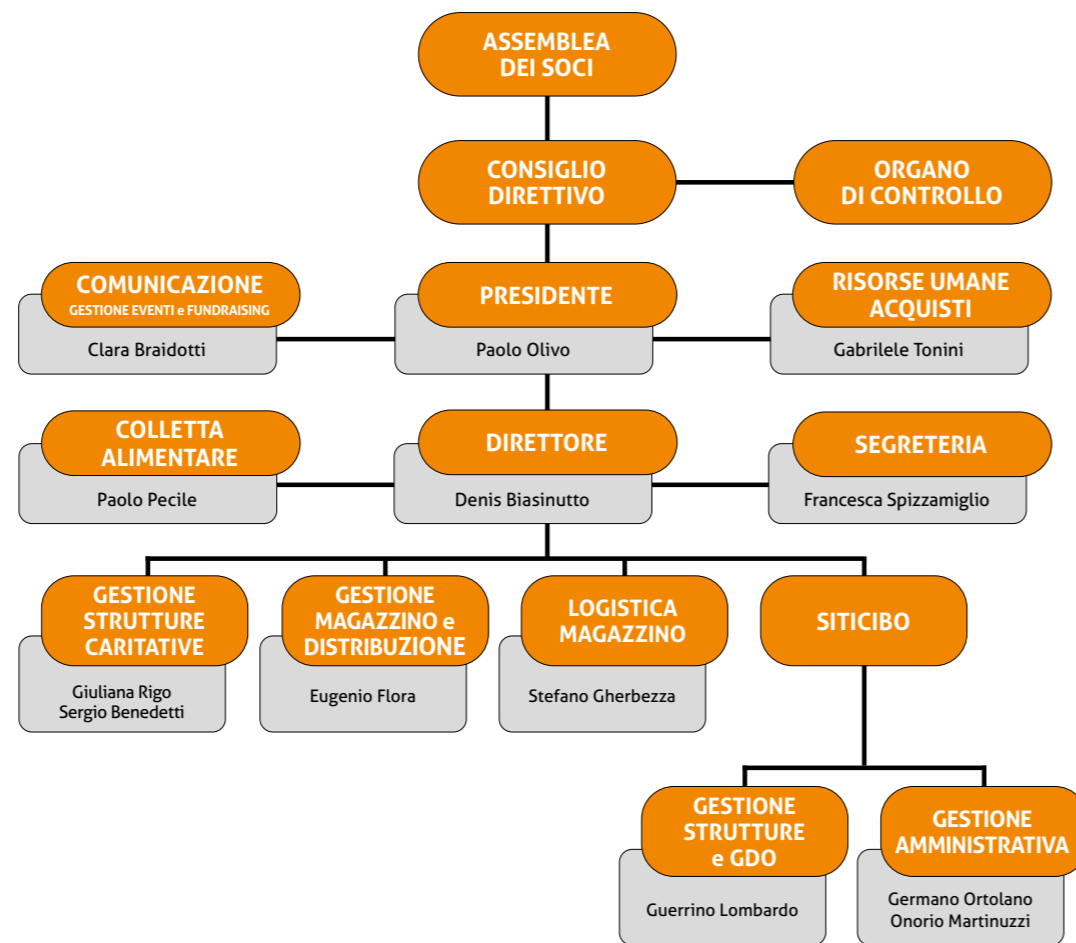 ASSEMBLEA
DEI SOCI
CONSIGLIO
DIRETTIVO
ORGANO
DI CONTROLLO
COMUNICAZIONE
GESTIONE EVENTI e FUNDRAISING
Clara Braidotti
PRESIDENTE
Paolo Olivo
RISORSE UMANE
ACQUISTI
Gabrilele Tonini
COLLETTA
ALIMENTARE
Paolo Pecile
DIRETTORE
Denis Biasinutto
SEGRETERIA
Francesca Spizzamiglio
GESTIONE
STRUTTURE
CARITATIVE
Giuliana Rigo
Sergio Benedetti
GESTIONE
MAGAZZINO e
DISTRIBUZIONE
Eugenio Flora
LOGISTICA
MAGAZZINO
Stefano Gherbezza
SITICIBO
GESTIONE
STRUTTURE
e GDO
Guerrino Lombardo
GESTIONE
AMMINISTRATIVA
Germano Ortolano
Onorio Martinuzzi